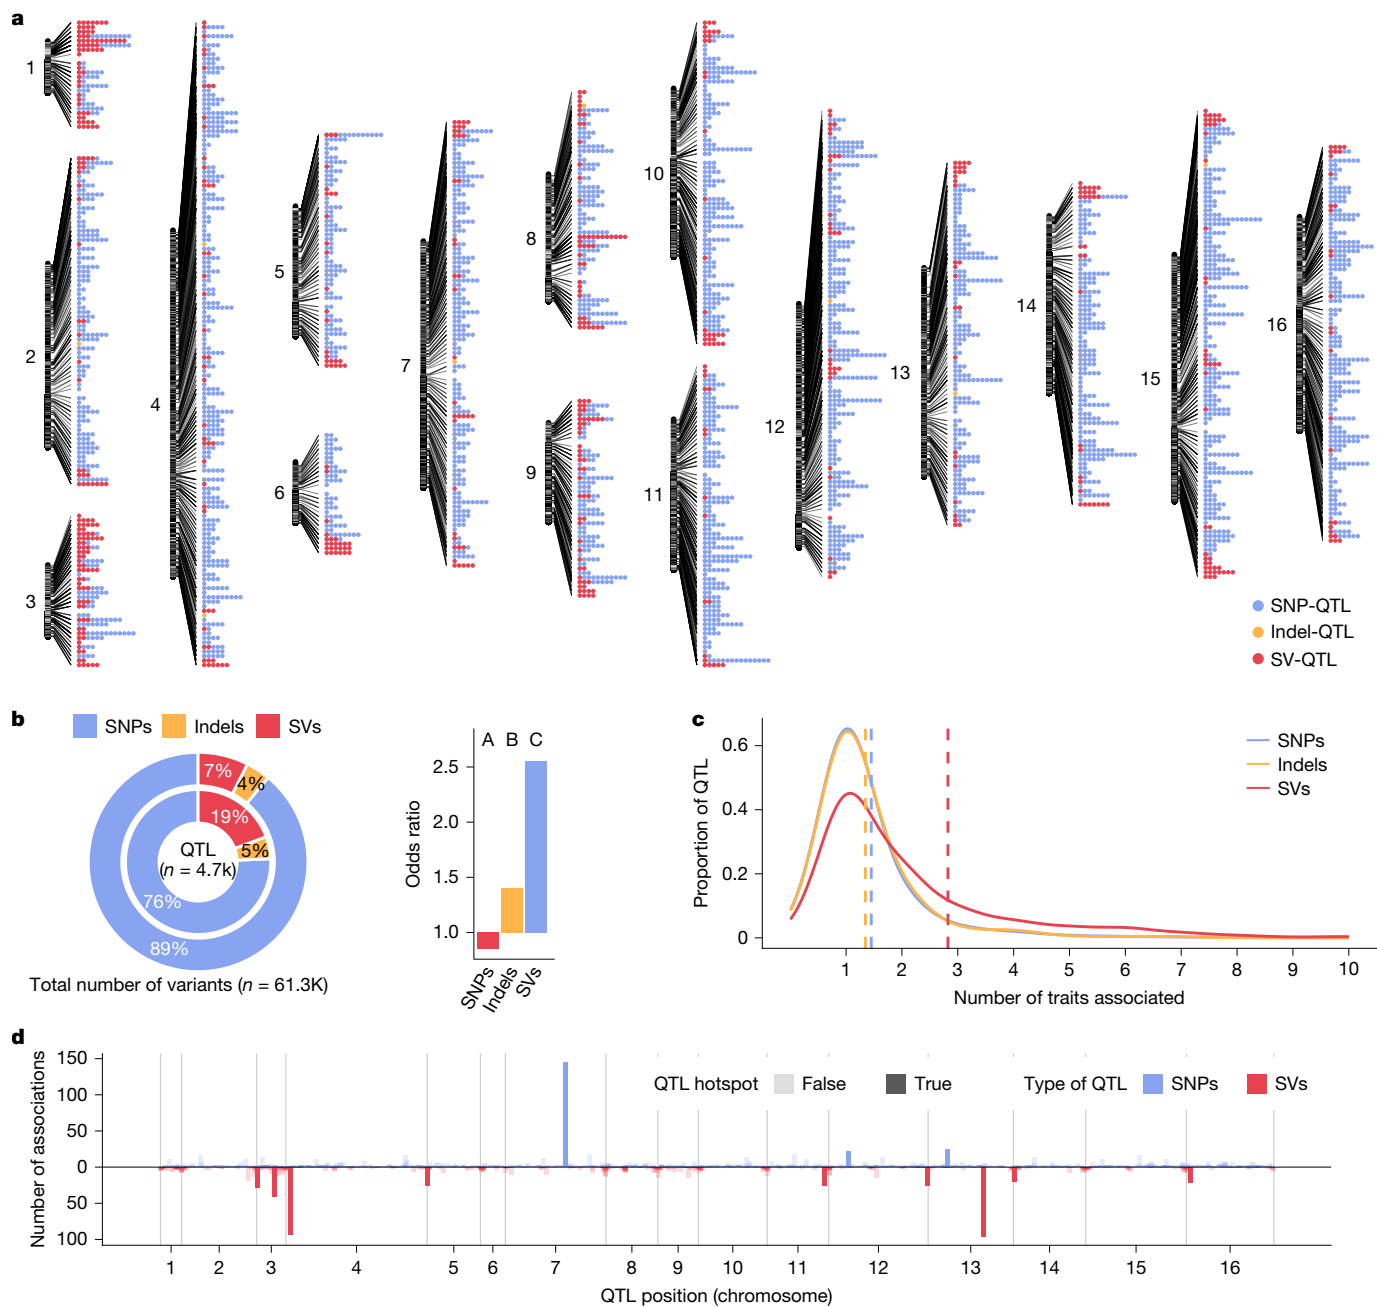 a
1
2
3
4
5
6
7
8
9
10
11
12
13
14
15
16
SNP-QTL
Indel-QTL
SV-QTL
b
SNPs Indels SVs
7%
4%
19%
5%
QTL
(n = 4.7k)
76%
89%
Total number of variants (n = 61.3K)
Odds ratio
A B C
2.5
2.0
1.5
1.0
SNPs Indels SVs
c
Proportion of QTL
0.6
0.4
0.2
0
SNPs
Indels
SVs
1 2 3 4 5 6 7 8 9 10
Number of traits associated
d
Number of associations
150
100
50
0
50
100
QTL hotspot False True Type of QTL SNPs SVs
1 2 3 4 5 6 7 8 9 10 11 12 13 14 15 16
QTL position (chromosome)